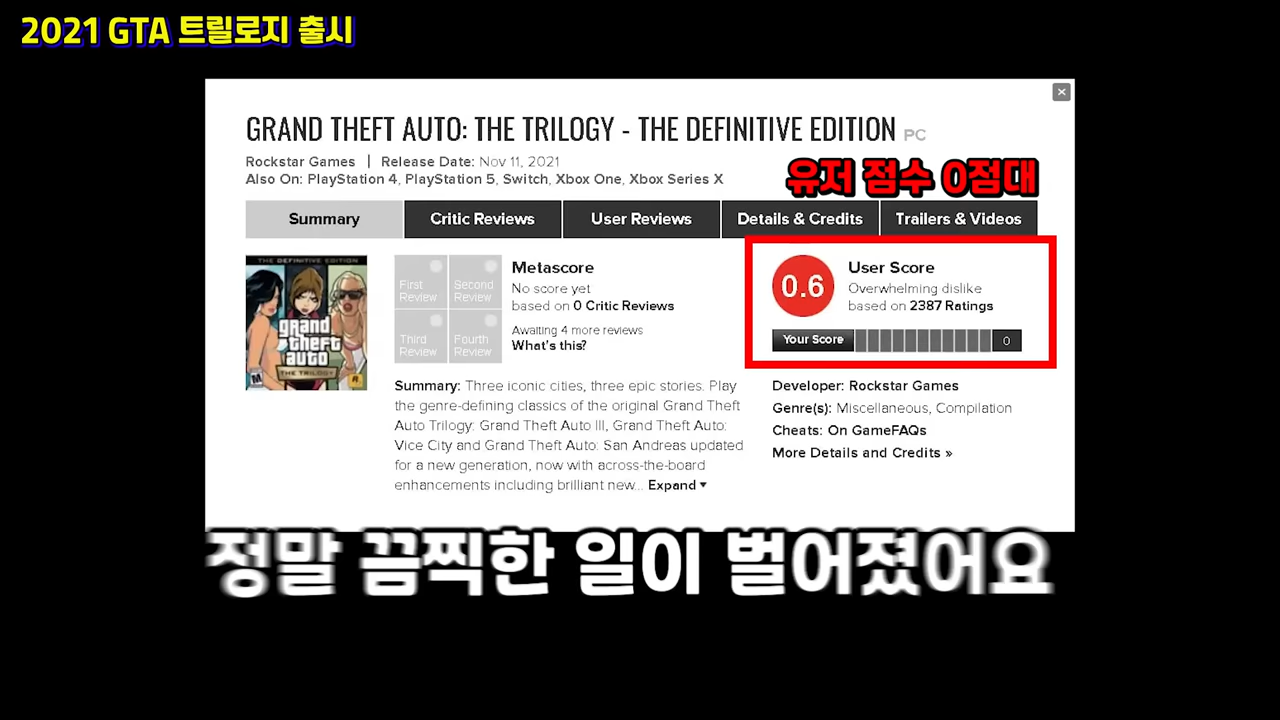 2021 GTA 트릴로지 출시
GRAND THEFT AUTO: THE TRILOGY - THE DEFINITIVE EDITION PC
Rockstar Games | Release Date: Nov 11, 2021
Also On: PlayStation 4, PlayStation 5, Switch, Xbox One, Xbox Series X
유저 점수 0점대
Summary Critic Reviews User Reviews Details & Credits Trailers & Videos
THE DEFINITIVE EDITION
grand
theft
auto
THE TRILOGY
M
R
First Review
Second Review
Third Review
Fourth Review
Metascore
No score yet
based on 0 Critic Reviews
Awaiting 4 more reviews
What's this?
0.6
User Score
Overwhelming dislike
based on 2387 Ratings
Your Score 0
Summary: Three iconic cities, three epic stories. Play
the genre-defining classics of the original Grand Theft
Auto Trilogy: Grand Theft Auto III, Grand Theft Auto:
Vice City and Grand Theft Auto: San Andreas updated
for a new generation, now with across-the-board
enhancements including brilliant new... Expand
Developer: Rockstar Games
Genre(s): Miscellaneous, Compilation
Cheats: On GameFAQs
More Details and Credits »
정말 끔찍한 일이 벌어졌어요